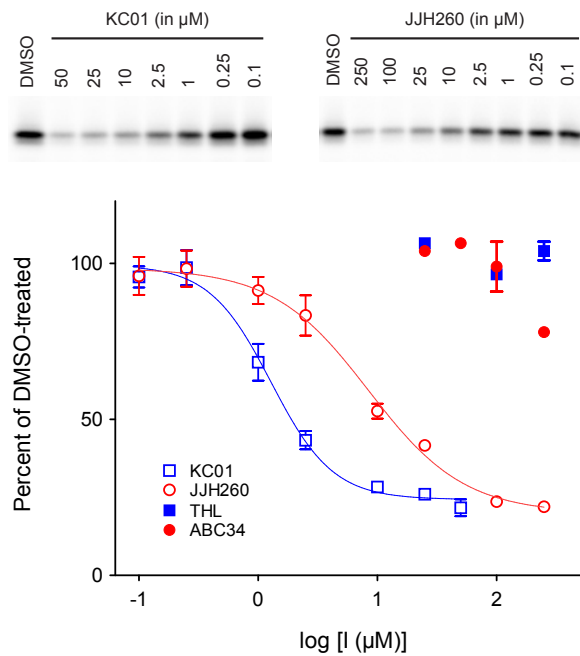 KC01 (in µM)
JJH260 (in µM)
DMSO 50 25 10 2.5 1 0.25 0.1
DMSO 250 100 25 10 2.5 1 0.25 0.1
Percent of DMSO-treated
100
50
0
KC01
JJH260
THL
ABC34
-1 0 1 2
log [I (µM)]